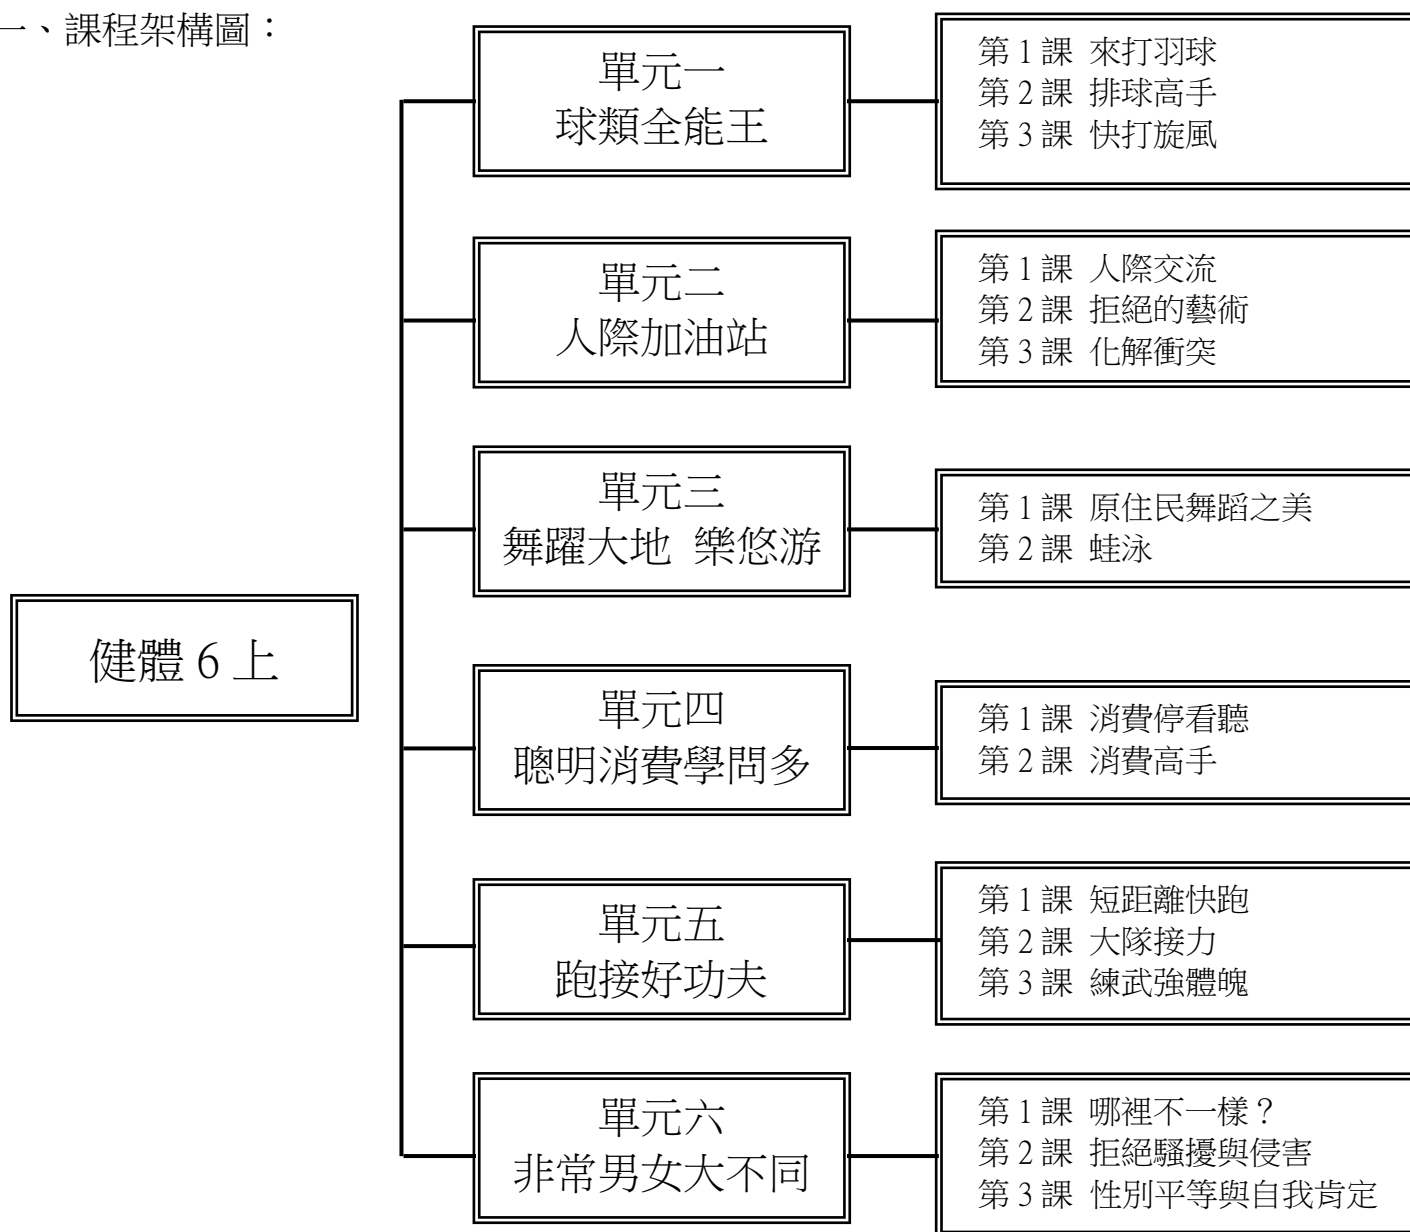 一、課程架構圖：
健體 6 上
單元一
球類全能王
第 1 課 來打羽球
第 2 課 排球高手
第 3 課 快打旋風
單元二
人際加油站
第 1 課 人際交流
第 2 課 拒絕的藝術
第 3 課 化解衝突
單元三
舞躍大地 樂悠游
第 1 課 原住民舞蹈之美
第 2 課 蛙泳
單元四
聰明消費學問多
第 1 課 消費停看聽
第 2 課 消費高手
單元五
跑接好功夫
第 1 課 短距離快跑
第 2 課 大隊接力
第 3 課 練武強體魄
單元六
非常男女大不同
第 1 課 哪裡不一樣？
第 2 課 拒絕騷擾與侵害
第 3 課 性別平等與自我肯定